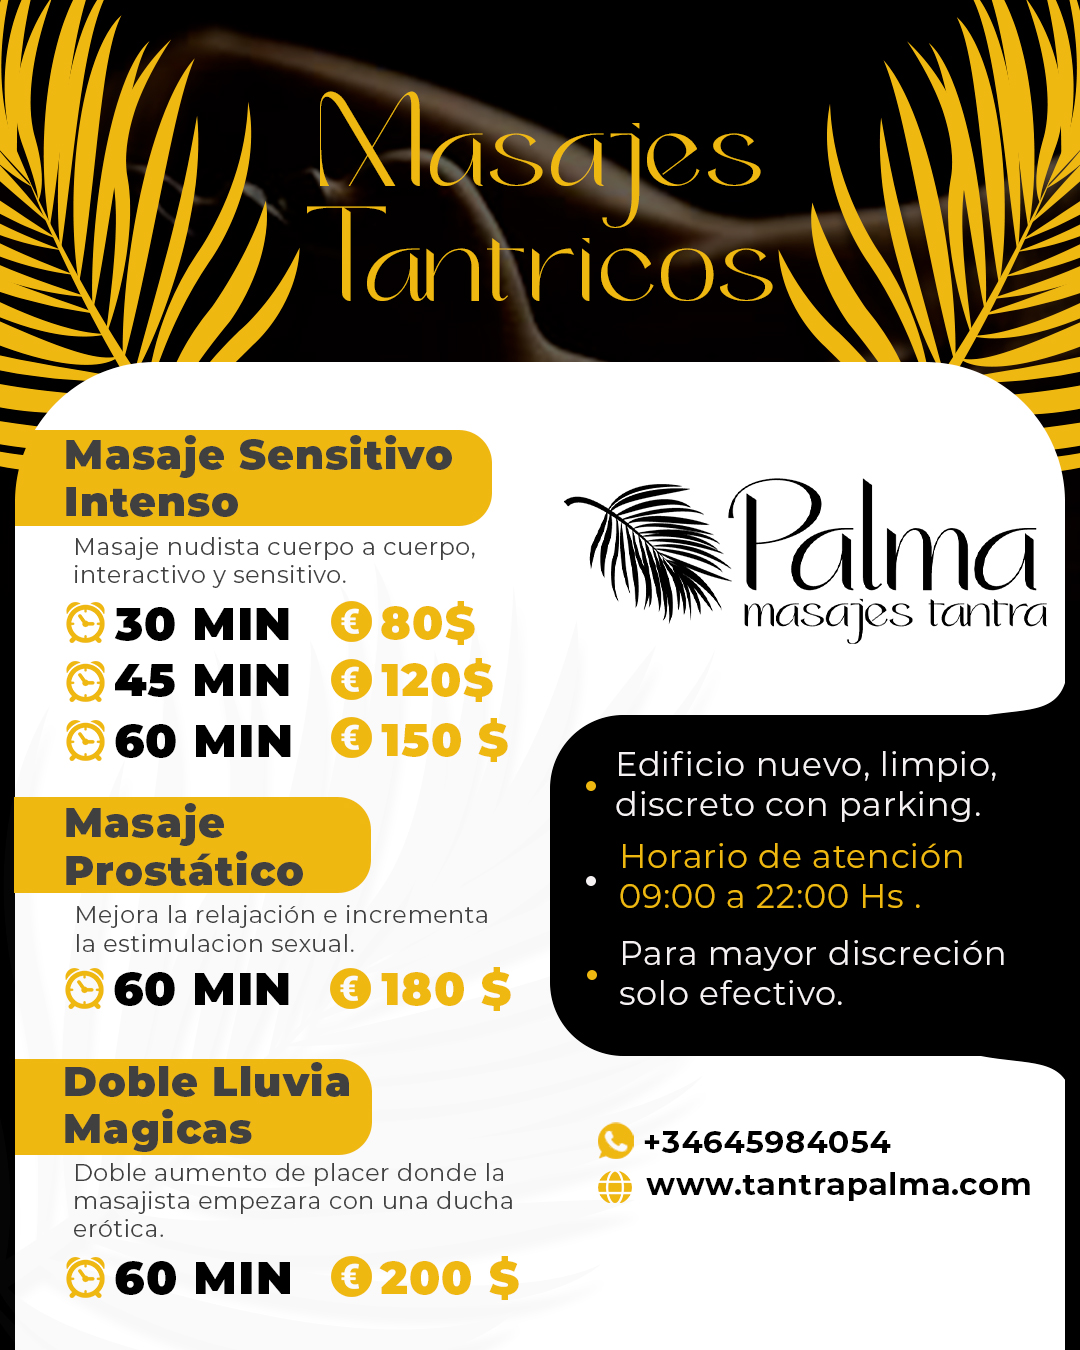 Masajes
Tantricos
Masaje Sensitivo
Intenso
Masaje nudista cuerpo a cuerpo,
interactivo y sensitivo.
30 MIN € 80$
45 MIN € 120$
60 MIN € 150 $
Masaje
Prostático
Mejora la relajación e incrementa
la estimulacion sexual.
60 MIN € 180 $
Doble Lluvia
Magicas
Doble aumento de placer donde la
masajista empezara con una ducha
erótica.
60 MIN € 200 $
Palma
masajes tantra
Edificio nuevo, limpio,
discreto con parking.
Horario de atención
09:00 a 22:00 Hs .
Para mayor discreción
solo efectivo.
+34645984054
www.tantrapalma.com